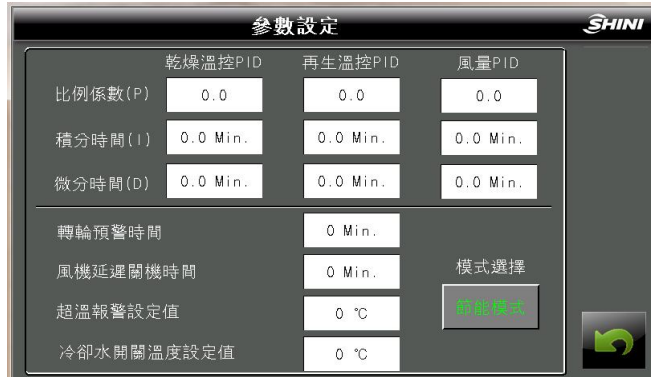 參數設定 SHINI
乾燥溫控PID 再生溫控PID 風量PID
比例係數(P) 0.0 0.0 0.0
積分時間(I) 0.0 Min. 0.0 Min. 0.0 Min.
微分時間(D) 0.0 Min. 0.0 Min. 0.0 Min.
轉輪預警時間 0 Min.
風機延遲關機時間 0 Min. 模式選擇
超溫報警設定值 0 ℃ 節能模式
冷卻水開關溫度設定值 0 ℃